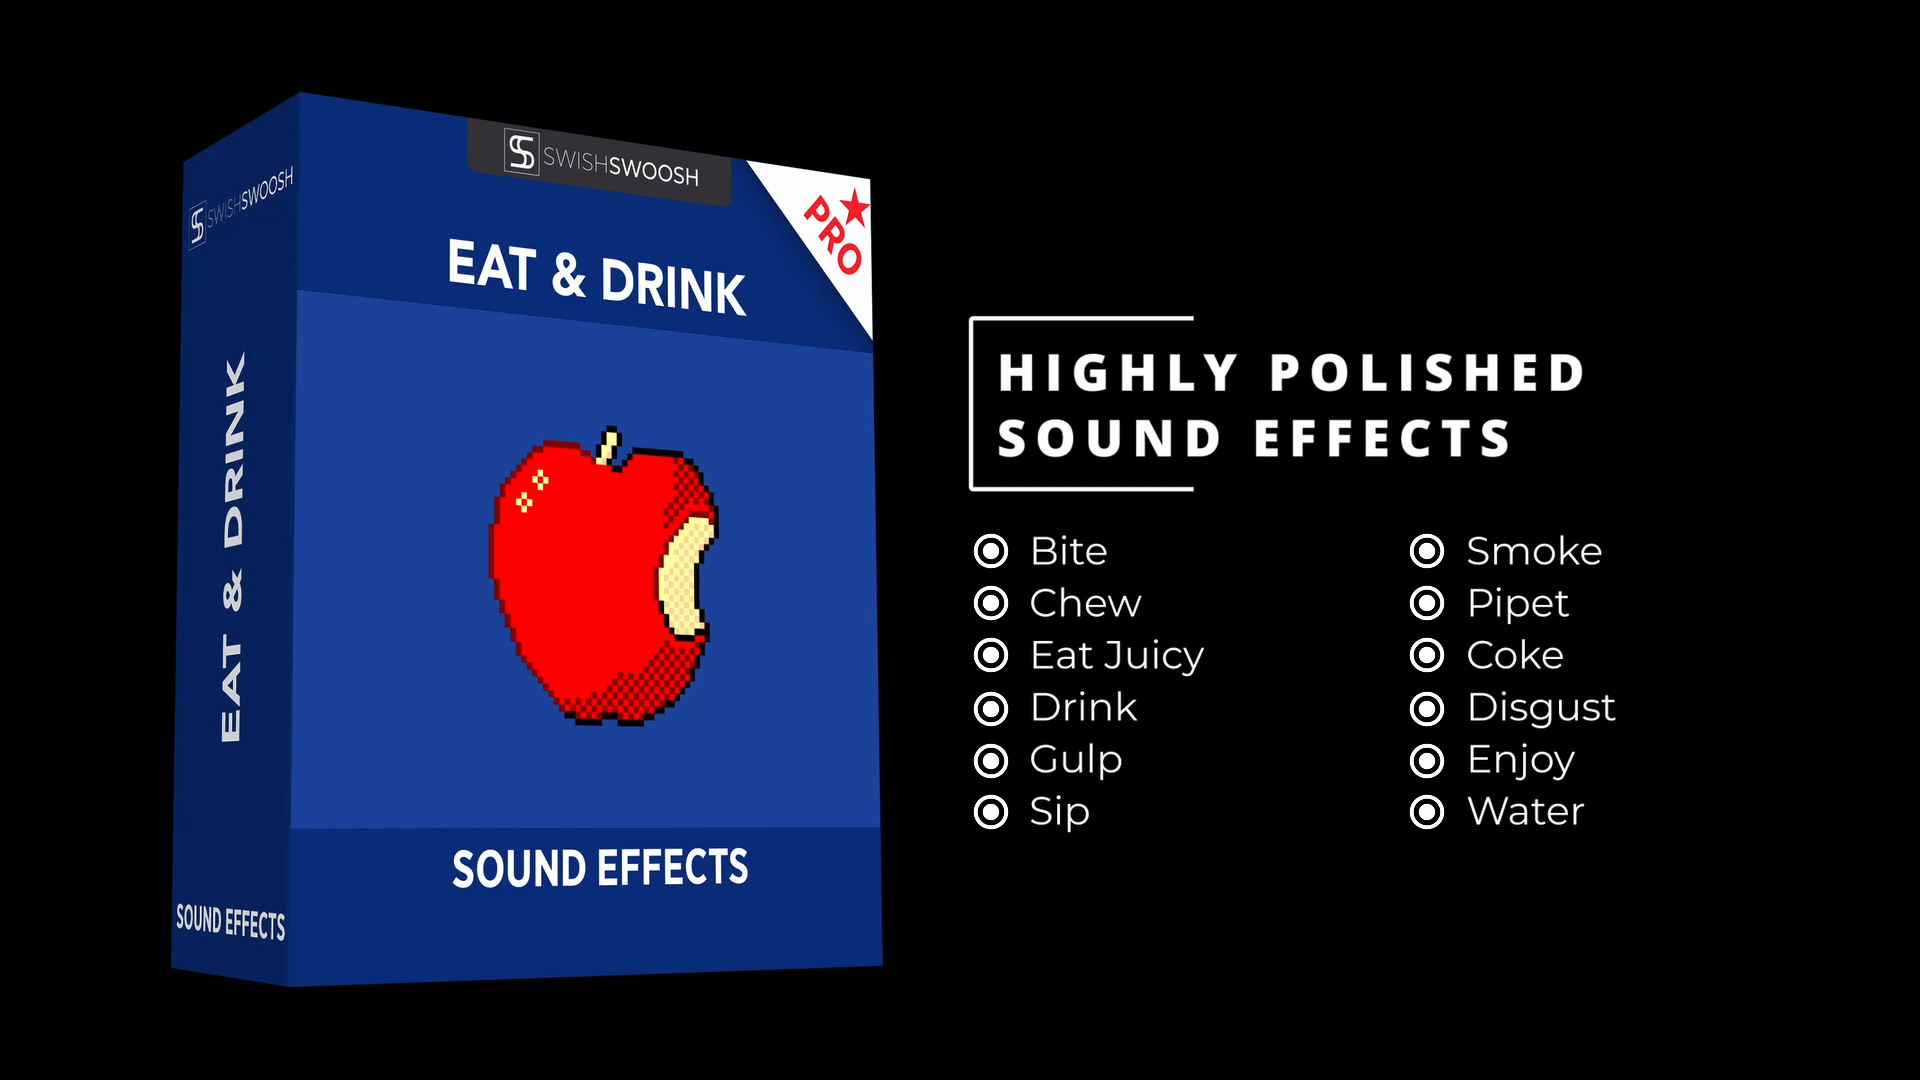 SWISHSWOOSH
EAT & DRINK
SOUND EFFECTS
SWISHSWOOSH
PRO
EAT & DRINK
SOUND EFFECTS
HIGHLY POLISHED
SOUND EFFECTS
Bite
Chew
Eat Juicy
Drink
Gulp
Sip
Smoke
Pipet
Coke
Disgust
Enjoy
Water